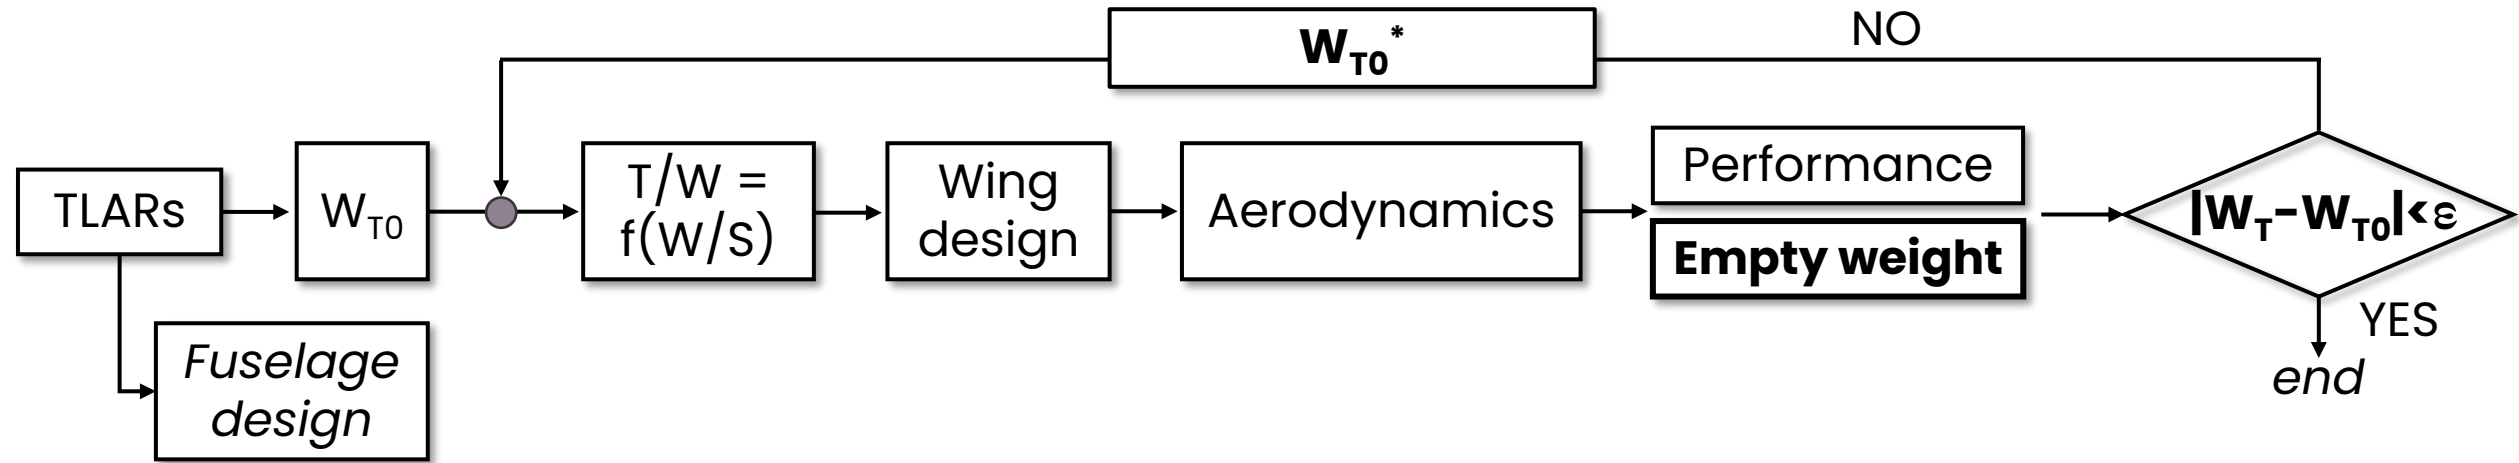 W_T0*
NO
TLARs
W_T0
T/W =
f(W/S)
Wing
design
Aerodynamics
Performance
Empty weight
|W_T-W_T0|<ε
YES
end
Fuselage
design